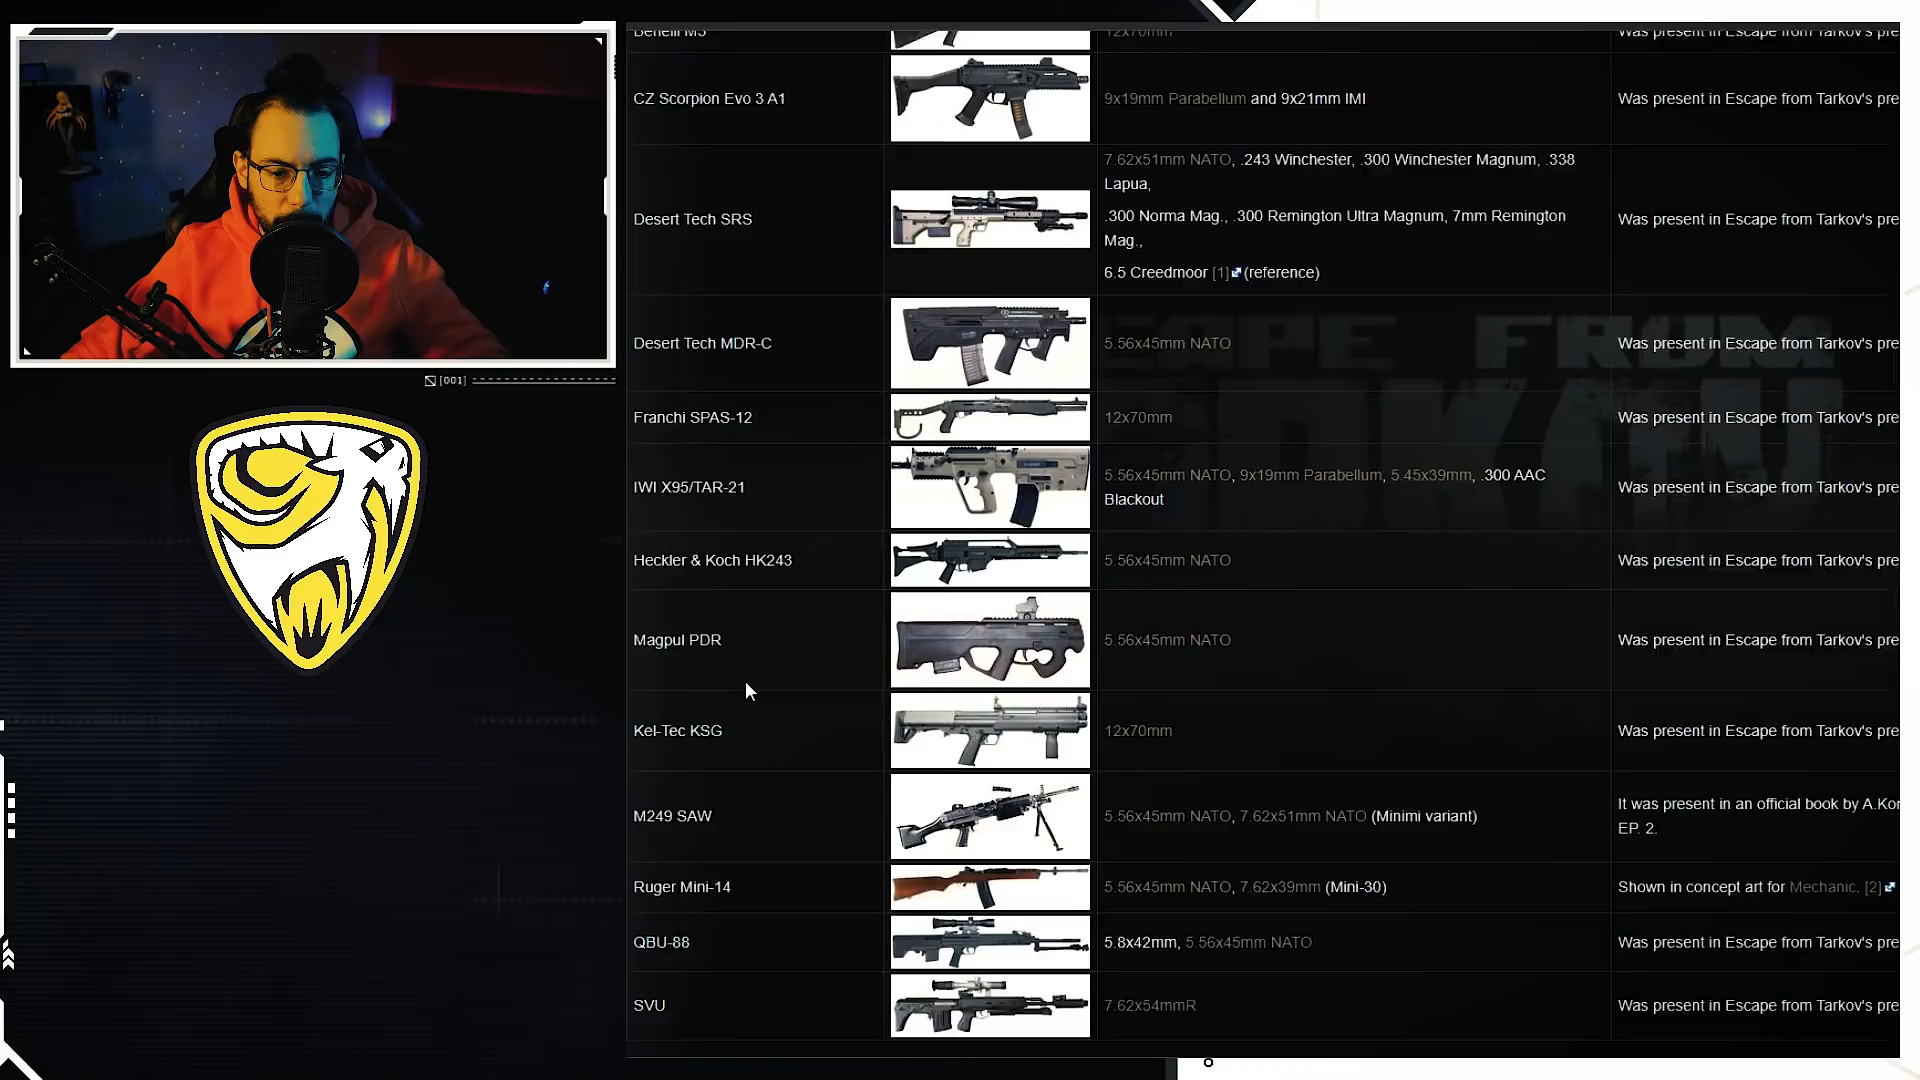 Benelli M3
12x70mm
Was present in Escape from Tarkov's pre
CZ Scorpion Evo 3 A1
9x19mm Parabellum and 9x21mm IMI
Was present in Escape from Tarkov's pre
Desert Tech SRS
7.62x51mm NATO, .243 Winchester, .300 Winchester Magnum, .338
Lapua,
.300 Norma Mag., .300 Remington Ultra Magnum, 7mm Remington
Mag.,
6.5 Creedmoor [1] (reference)
Was present in Escape from Tarkov's pre
Desert Tech MDR-C
5.56x45mm NATO
Was present in Escape from Tarkov's pre
Franchi SPAS-12
12x70mm
Was present in Escape from Tarkov's pre
IWI X95/TAR-21
5.56x45mm NATO, 9x19mm Parabellum, 5.45x39mm, .300 AAC
Blackout
Was present in Escape from Tarkov's pre
Heckler & Koch HK243
5.56x45mm NATO
Was present in Escape from Tarkov's pre
Magpul PDR
5.56x45mm NATO
Was present in Escape from Tarkov's pre
Kel-Tec KSG
12x70mm
Was present in Escape from Tarkov's pre
M249 SAW
5.56x45mm NATO, 7.62x51mm NATO (Minimi variant)
It was present in an official book by A.Kor
EP. 2.
Ruger Mini-14
5.56x45mm NATO, 7.62x39mm (Mini-30)
Shown in concept art for Mechanic. [2]
QBU-88
5.8x42mm, 5.56x45mm NATO
Was present in Escape from Tarkov's pre
SVU
7.62x54mmR
Was present in Escape from Tarkov's pre
[001]